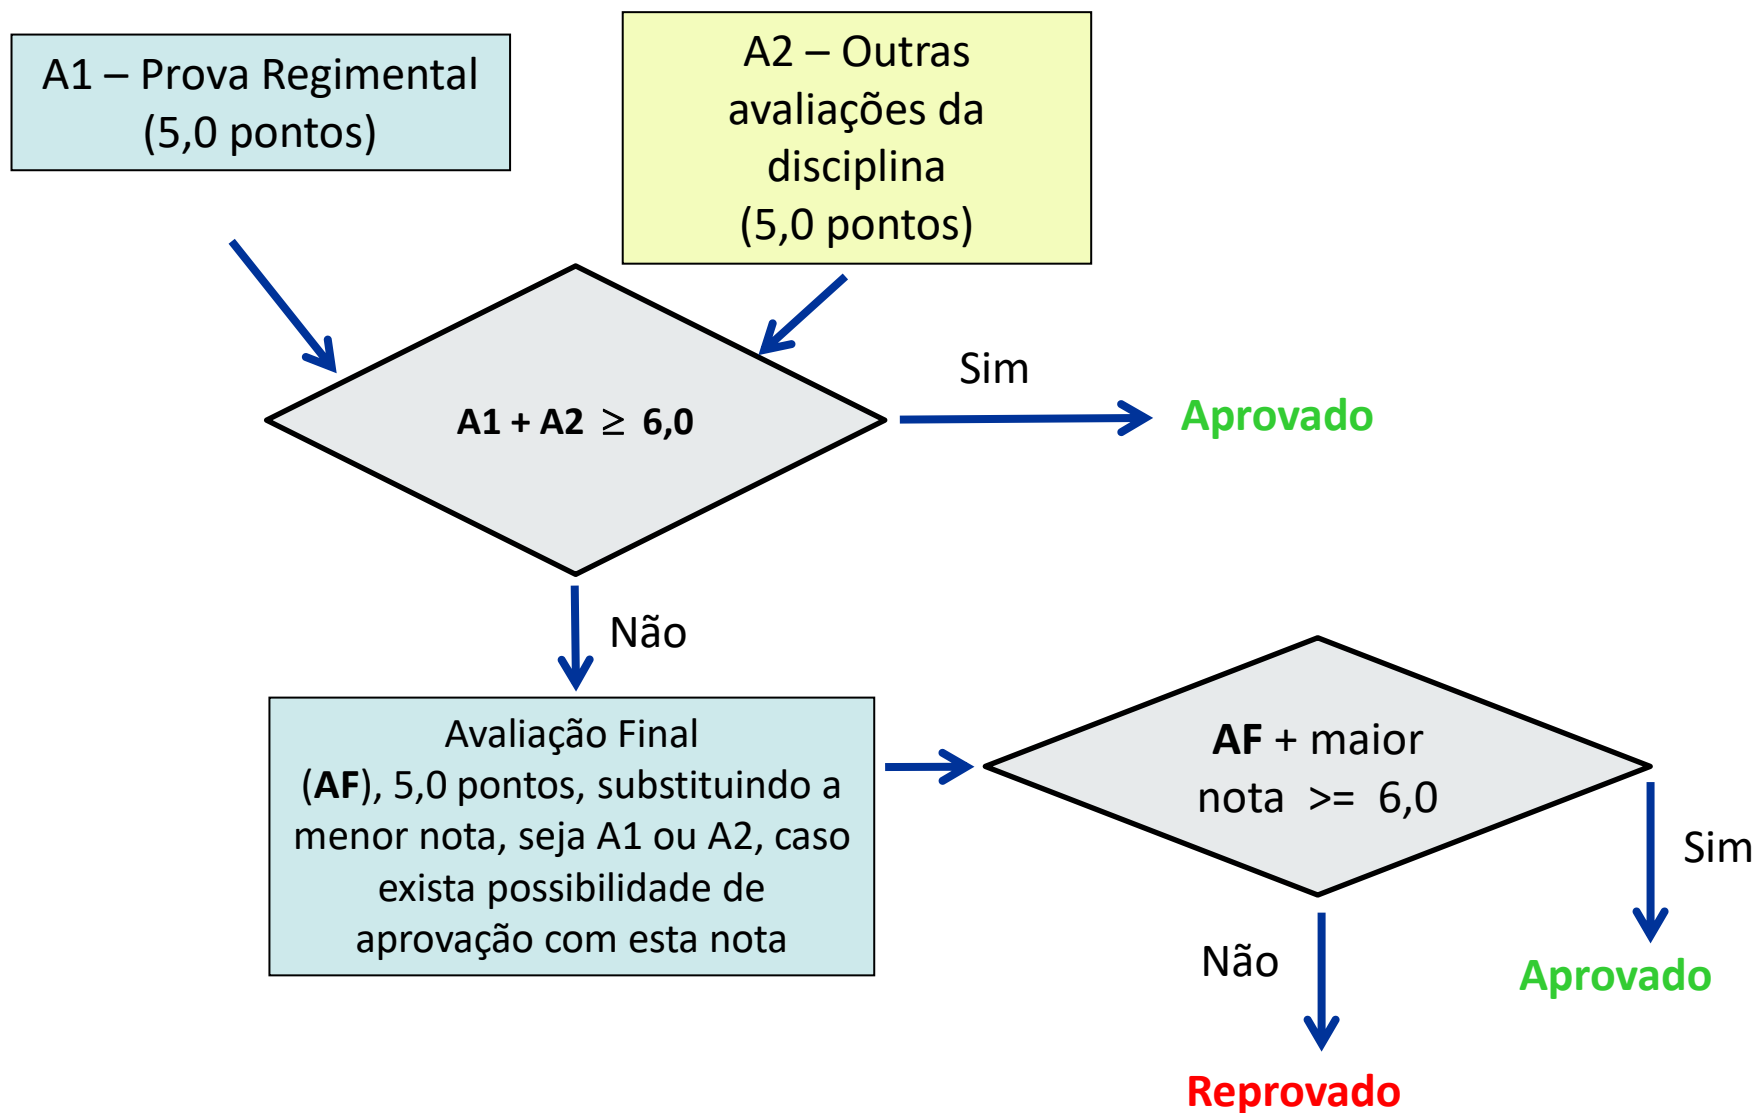 A1 – Prova Regimental
(5,0 pontos)
A2 – Outras
avaliações da
disciplina
(5,0 pontos)
A1 + A2 ≥ 6,0
Sim
Aprovado
Não
Avaliação Final
(AF), 5,0 pontos, substituindo a
menor nota, seja A1 ou A2, caso
exista possibilidade de
aprovação com esta nota
AF + maior
nota >= 6,0
Sim
Aprovado
Não
Reprovado